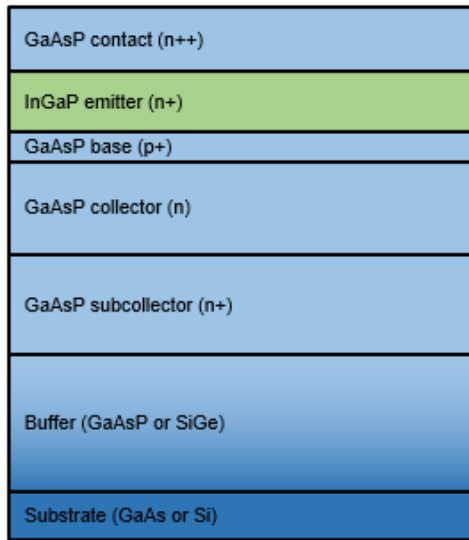 GaAsP contact (n++)
InGaP emitter (n+)
GaAsP base (p+)
GaAsP collector (n)
GaAsP subcollector (n+)
Buffer (GaAsP or SiGe)
Substrate (GaAs or Si)